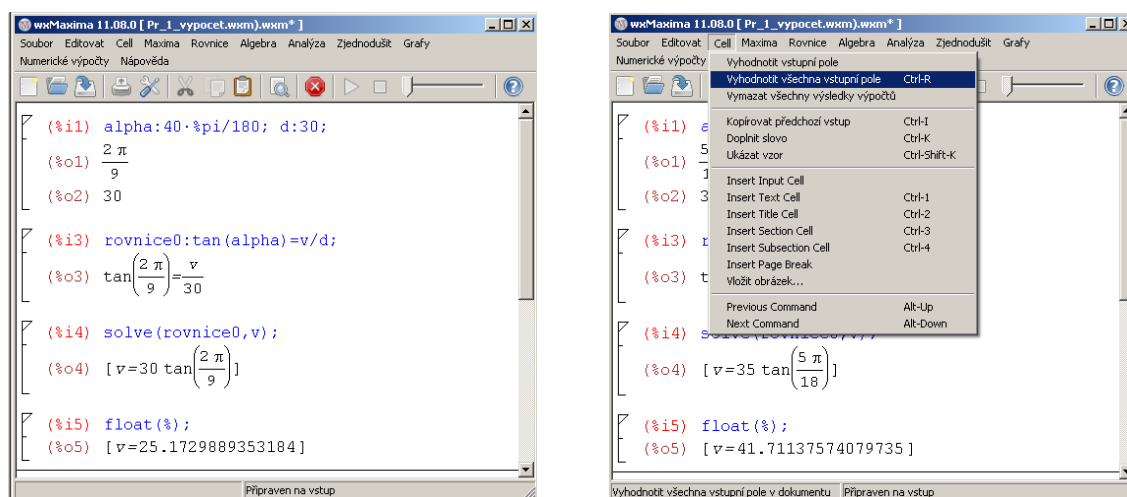 wxMaxima 11.08.0 [ Pr_1_vypocet.wxm).wxm* ]
Soubor Editovat Cell Maxima Rovnice Algebra Analýza Zjednodušit Grafy
Numerické výpočty Nápověda
(%i1) alpha:40·%pi/180; d:30;
(%o1) 2 π
9
(%o2) 30
(%i3) rovnice0:tan(alpha)=v/d;
(%o3) tan(2 π/9)=v/30
(%i4) solve(rovnice0,v);
(%o4) [v=30 tan(2 π/9)]
(%i5) float(%);
(%o5) [v=25.1729889353184]
Připraven na vstup
wxMaxima 11.08.0 [ Pr_1_vypocet.wxm).wxm* ]
Soubor Editovat Cell Maxima Rovnice Algebra Analýza Zjednodušit Grafy
Numerické výpočty
Vyhodnotit vstupní pole
Vyhodnotit všechna vstupní pole Ctrl-R
Vymazat všechny výsledky výpočtů
Kopírovat předchozí vstup Ctrl-I
Doplnit slovo Ctrl-K
Ukázat vzor Ctrl-Shift-K
Insert Input Cell
Insert Text Cell Ctrl-1
Insert Title Cell Ctrl-2
Insert Section Cell Ctrl-3
Insert Subsection Cell Ctrl-4
Insert Page Break
Vložit obrázek...
Previous Command Alt-Up
Next Command Alt-Down
(%i1)
(%o1) 5
(%o2) 3
(%i3) r
(%o3) t
(%i4) solve(rovnice0,v);
(%o4) [v=35 tan(5 π/18)]
(%i5) float(%);
(%o5) [v=41.71137574079735]
Vyhodnotit všechna vstupní pole v dokumentu Připraven na vstup